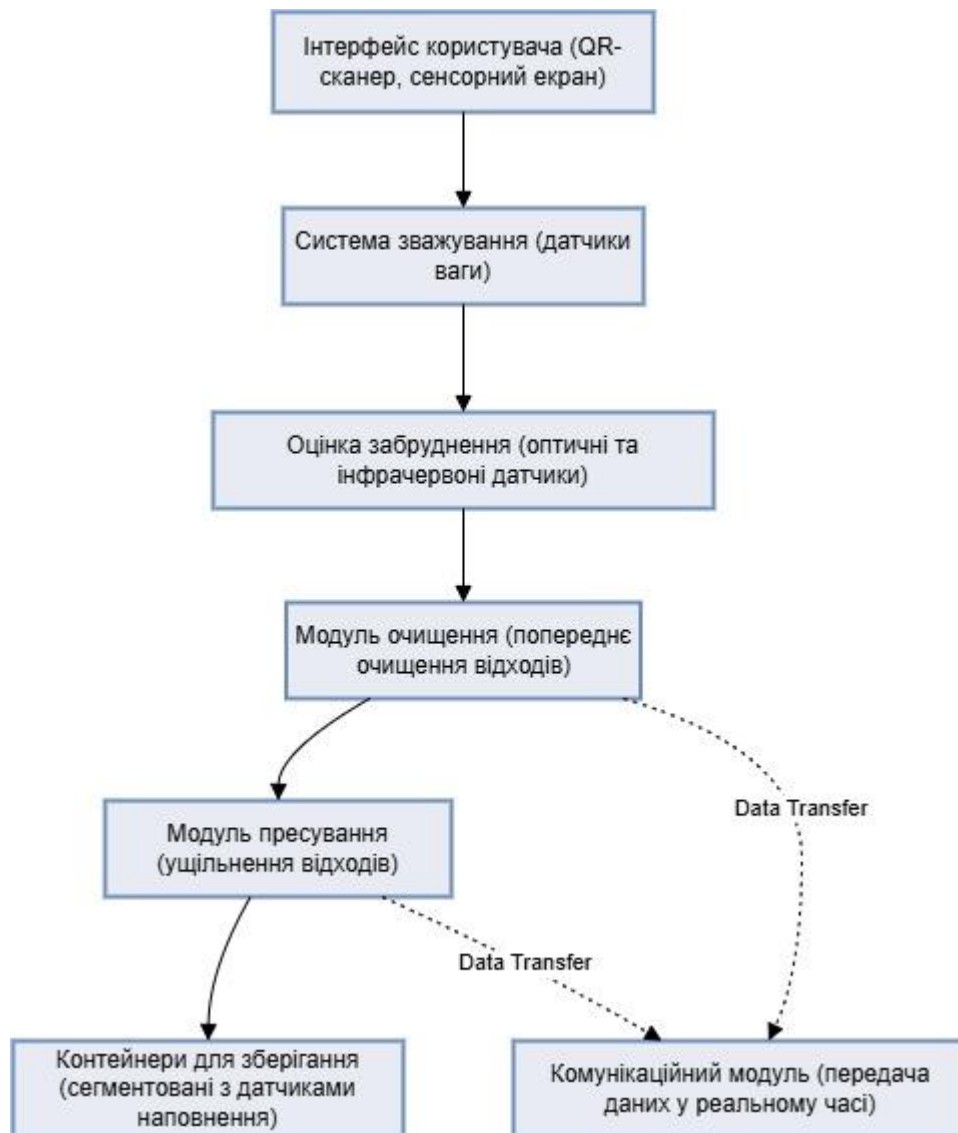 Інтерфейс користувача (QR-
сканер, сенсорний екран)
Система зважування (датчики
ваги)
Оцінка забруднення (оптичні та
інфрачервоні датчики)
Модуль очищення (попереднє
очищення відходів)
Data Transfer
Модуль пресування
(ущільнення відходів)
Data Transfer
Контейнери для зберігання
(сегментовані з датчиками
наповнення)
Комунікаційний модуль (передача
даних у реальному часі)